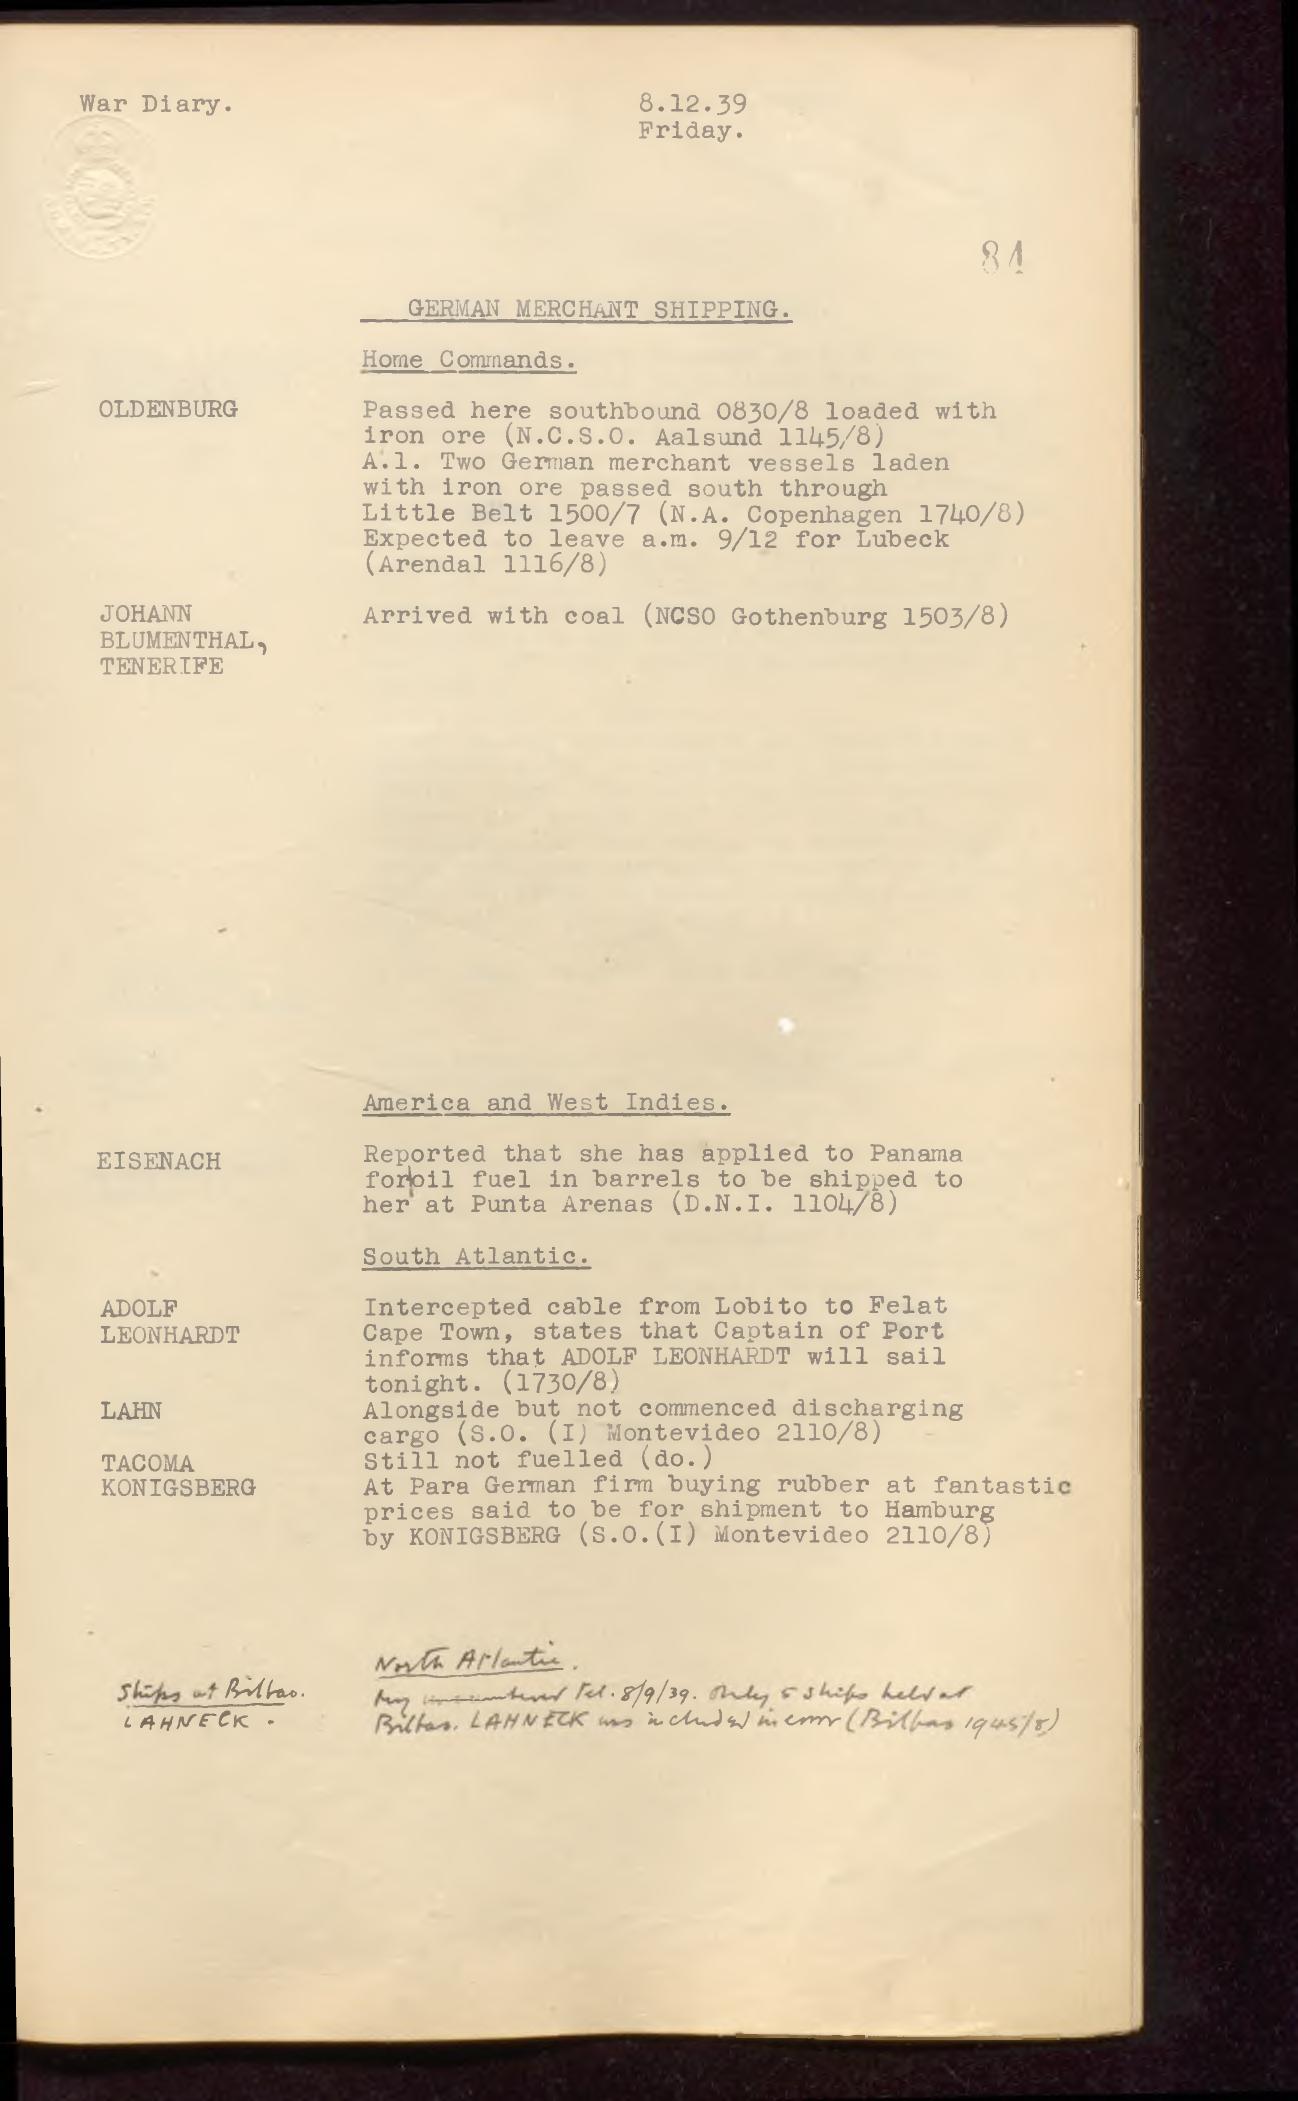 War Diary.
8.12.39
Friday.
84
GERMAN MERCHANT SHIPPING.
Home Commands.
OLDENBURG
Passed here southbound 0830/8 loaded with
iron ore (N.C.S.O. Aalsund 1145/8)
A.1. Two German merchant vessels laden
with iron ore passed south through
Little Belt 1500/7 (N.A. Copenhagen 1740/8)
Expected to leave a.m. 9/12 for Lubeck
(Arendal 1116/8)
JOHANN
BLUMENTHAL,
TENERIFE
Arrived with coal (NCSO Gothenburg 1503/8)
America and West Indies.
EISENACH
Reported that she has applied to Panama
for|oil fuel in barrels to be shipped to
her at Punta Arenas (D.N.I. 1104/8)
South Atlantic.
ADOLF
LEONHARDT
Intercepted cable from Lobito to Felat
Cape Town, states that Captain of Port
informs that ADOLF LEONHARDT will sail
tonight. (1730/8)
LAHN
Alongside but not commenced discharging
cargo (S.O. (I) Montevideo 2110/8)
TACOMA
Still not fuelled (do.)
KONIGSBERG
At Para German firm buying rubber at fantastic
prices said to be for shipment to Hamburg
by KONIGSBERG (S.O.(I) Montevideo 2110/8)
North Atlantic.
Ships at Bilbao.
LAHNECK.
My unnumbered Tel. 8/9/39. Only 5 ships held at
Bilbao. LAHNECK was included in error (Bilbao 1945/8)